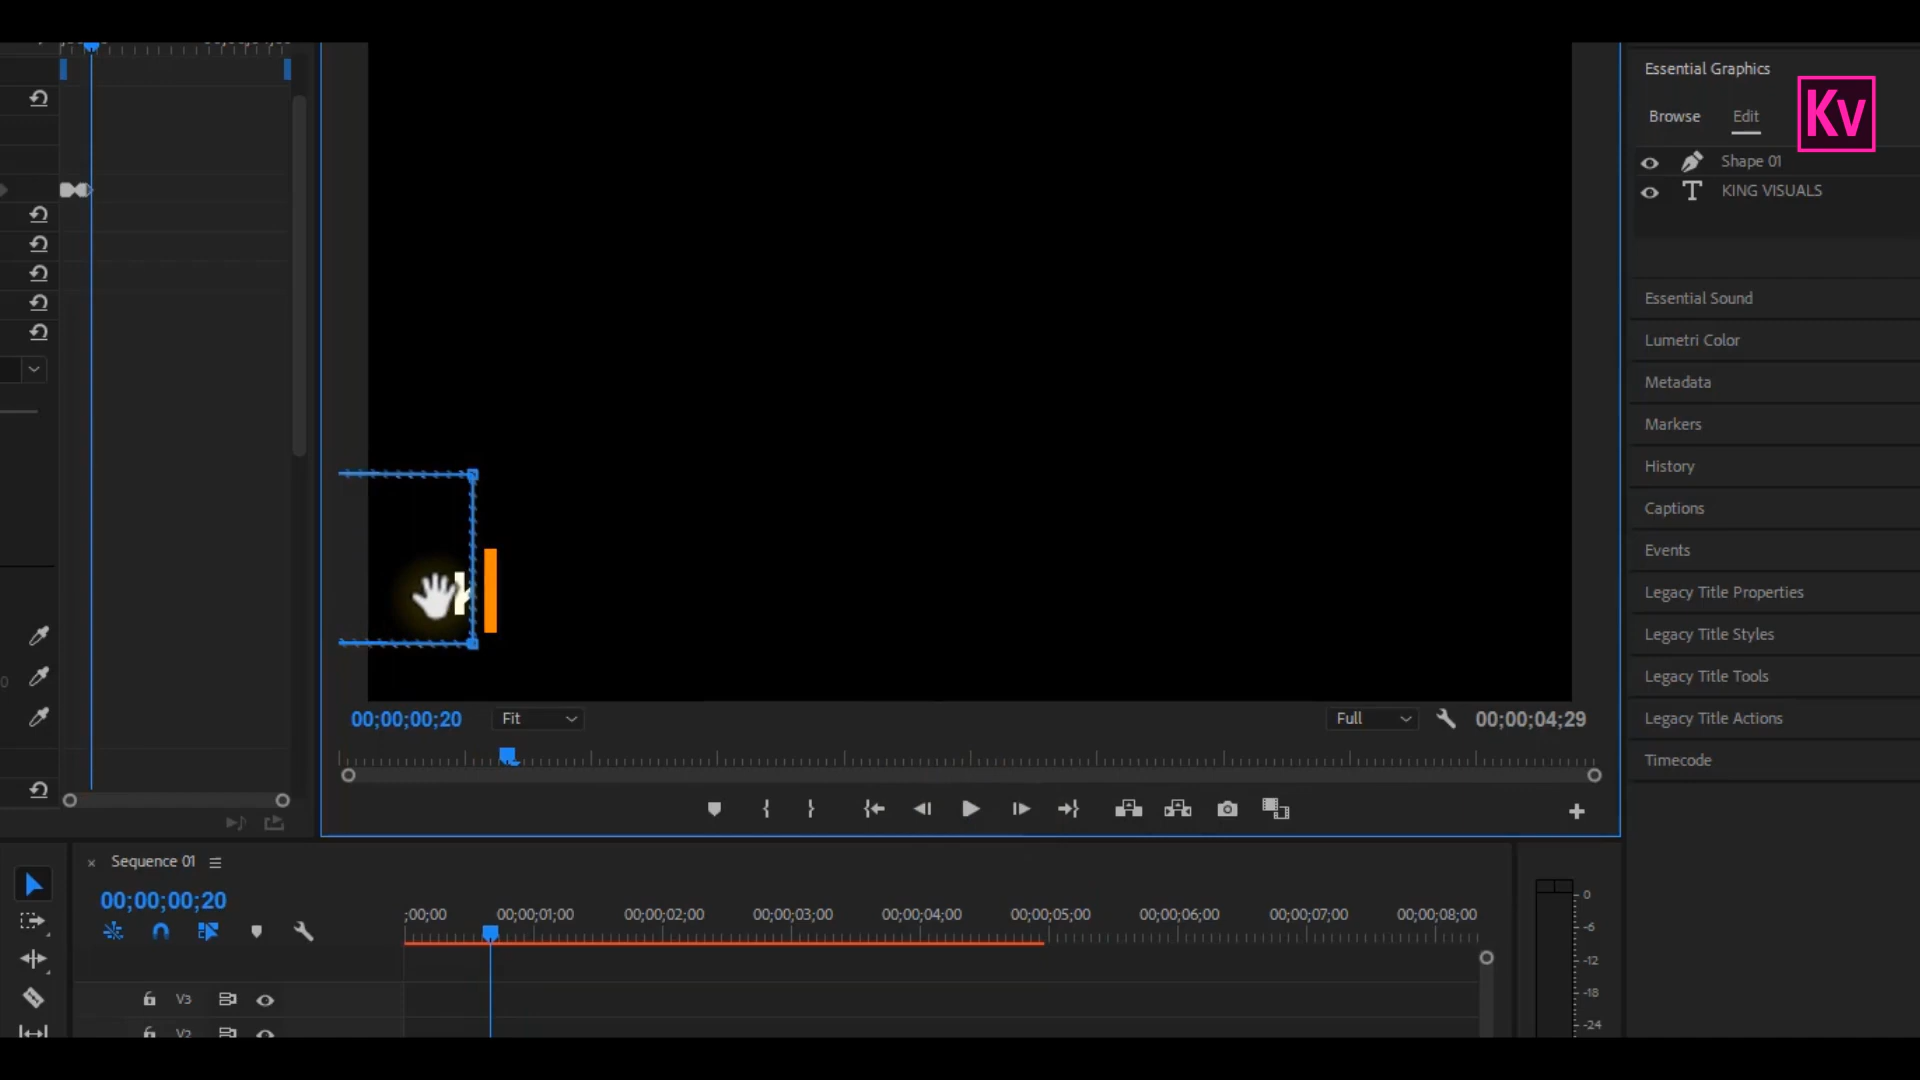 Essential Graphics
Kv
Browse Edit
Shape 01
KING VISUALS
Essential Sound
Lumetri Color
Metadata
Markers
History
Captions
Events
Legacy Title Properties
Legacy Title Styles
Legacy Title Tools
Legacy Title Actions
Timecode
00;00;00;20 Fit Full 00;00;04;29
Sequence 01
00;00;00;20
;00;00 00;00;01;00 00;00;02;00 00;00;03;00 00;00;04;00 00;00;05;00 00;00;06;00 00;00;07;00 00;00;08;00
V3
V2
0
-6
-12
-18
-24